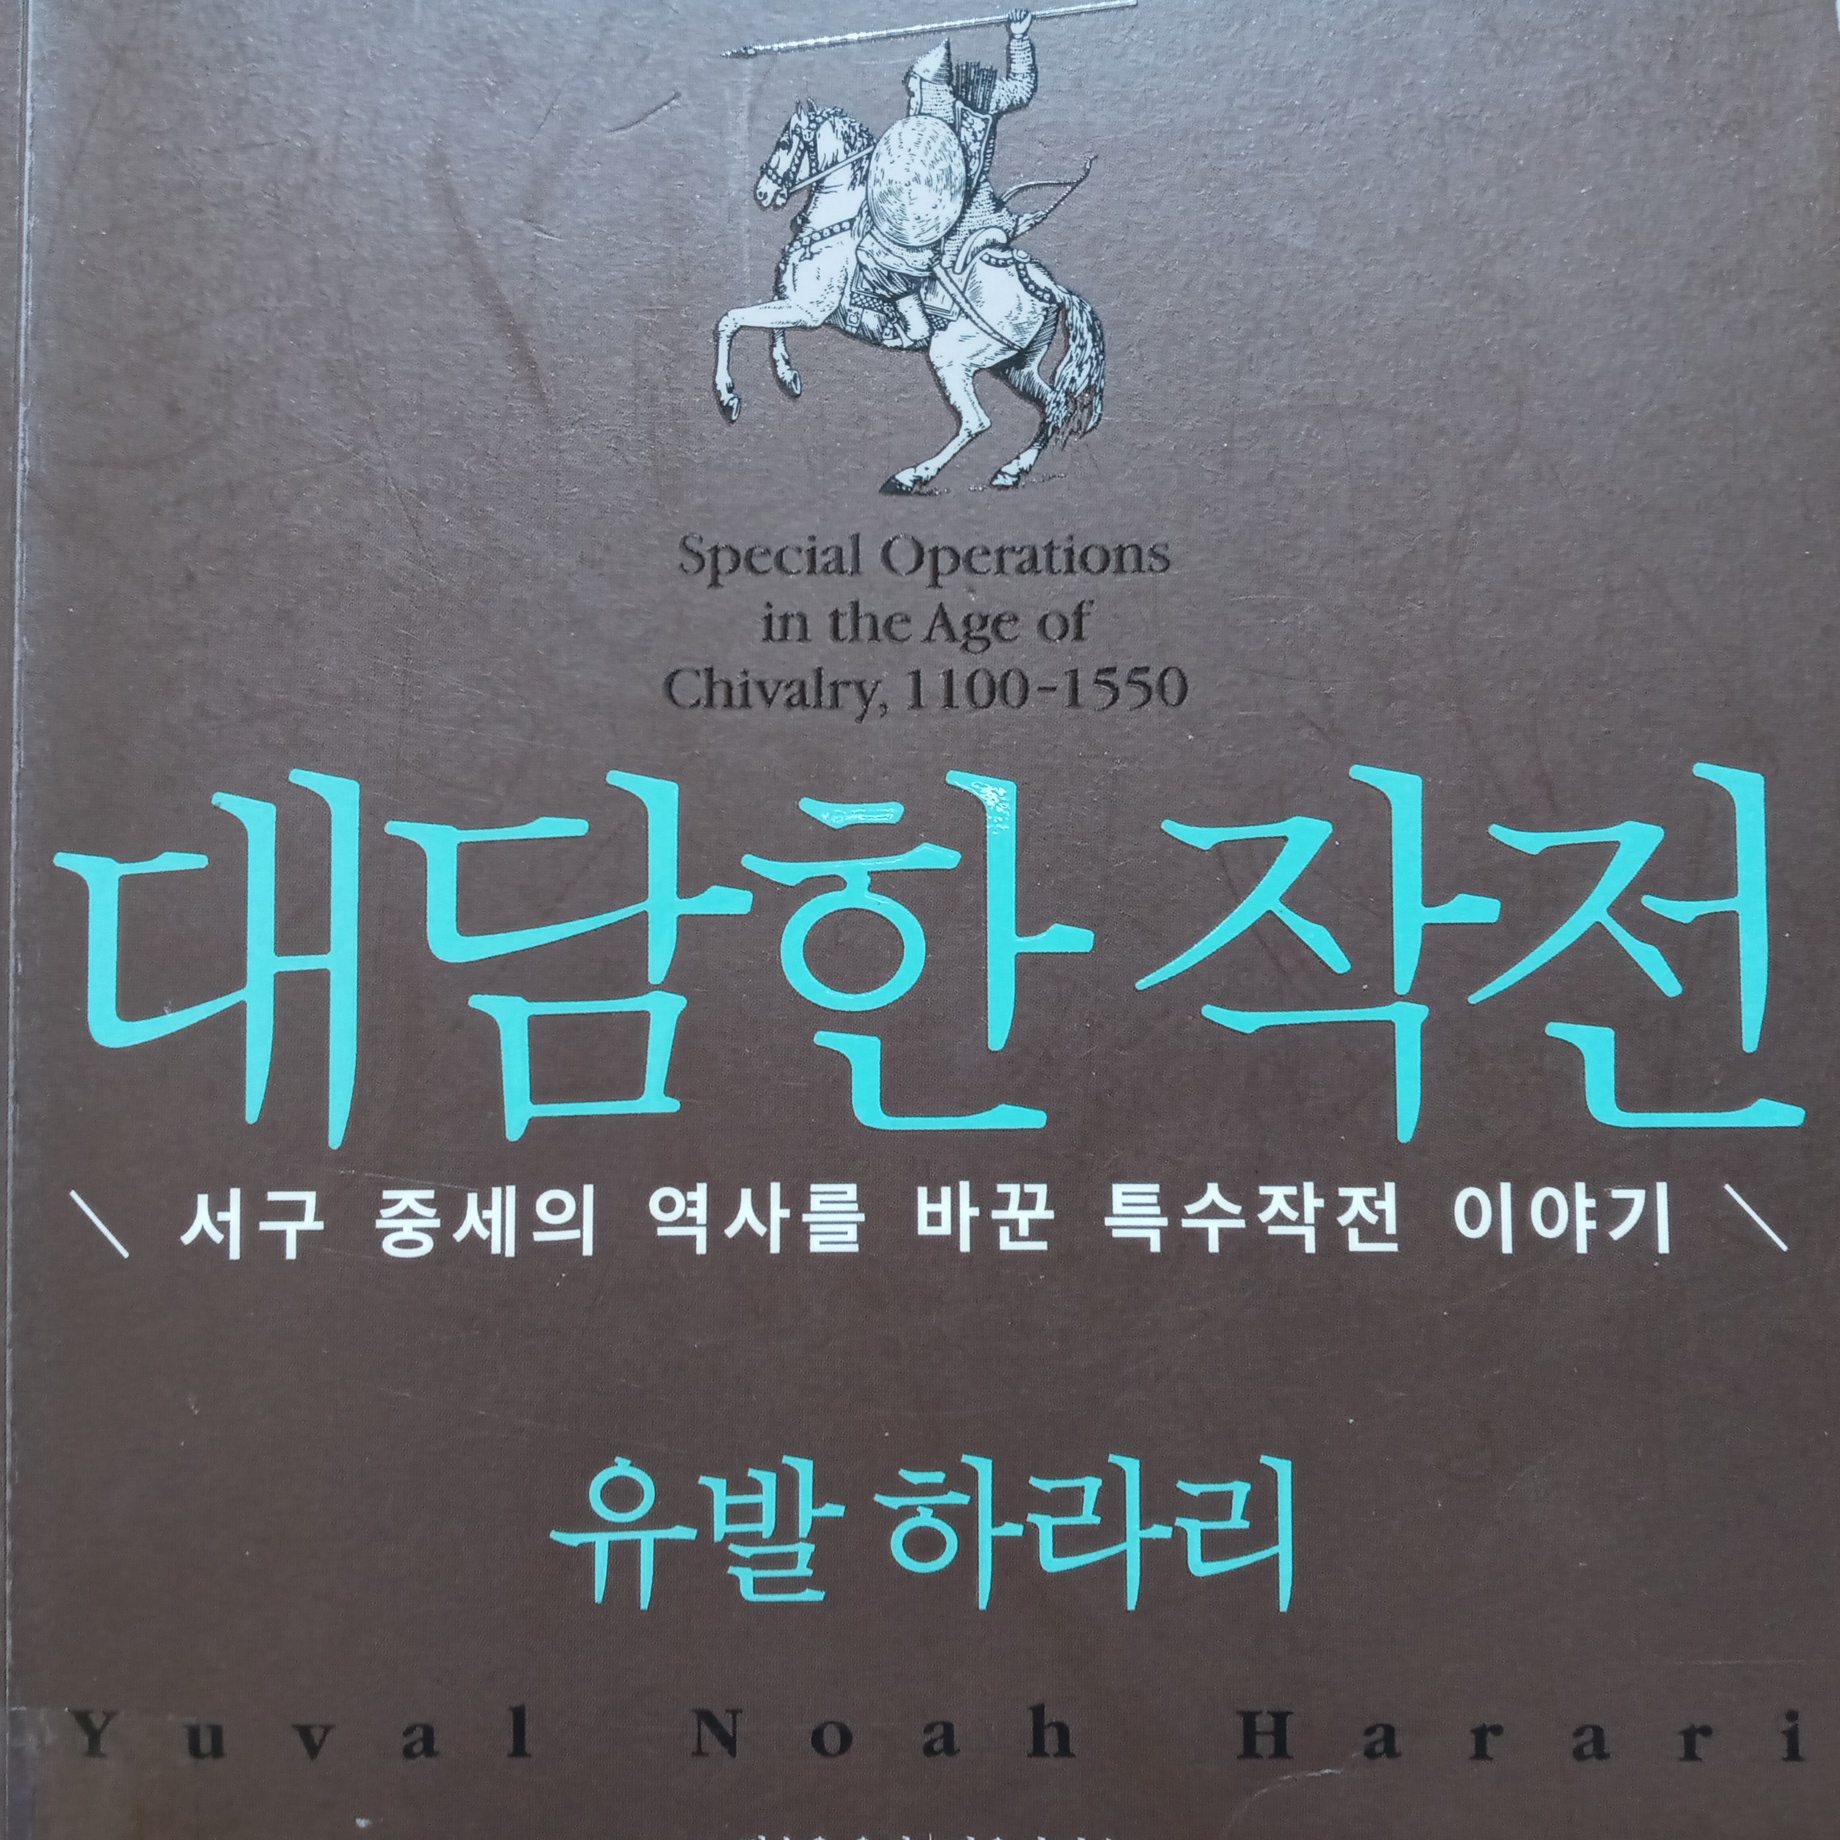 Special Operations
in the Age of
Chivalry, 1100-1550
대담한 작전
\ 서구 중세의 역사를 바꾼 특수작전 이야기 \
유발 하라리
Yuval Noah Harari